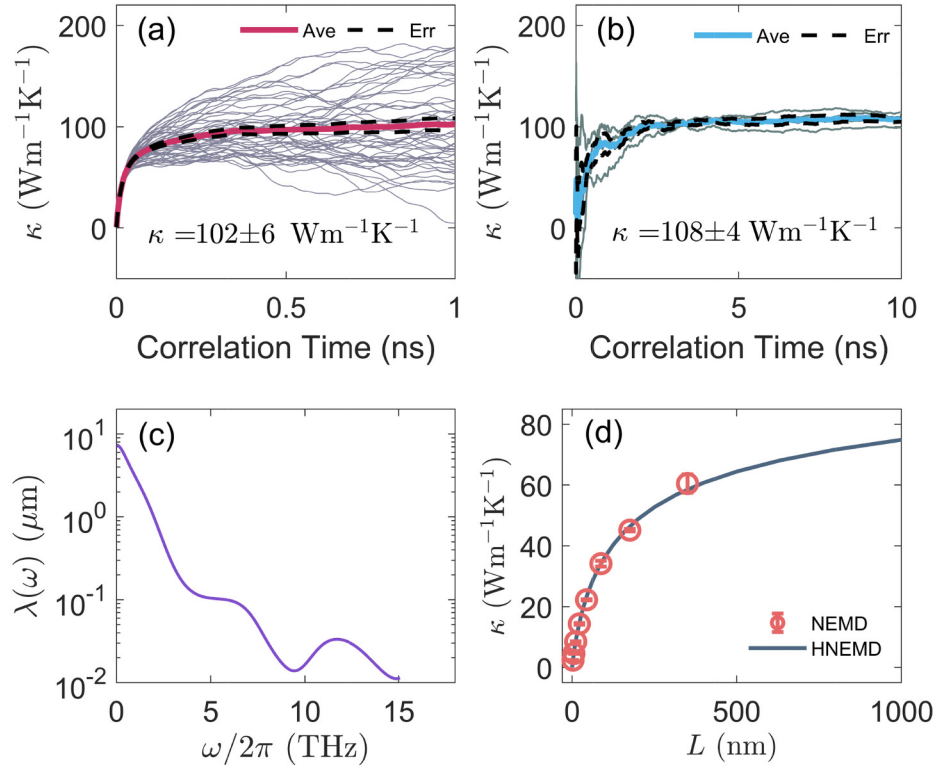 (a)
Ave
Err
200
100
0
κ (Wm⁻¹K⁻¹)
κ =102±6 Wm⁻¹K⁻¹
0
0.5
1
Correlation Time (ns)
(b)
Ave
Err
200
100
0
κ (Wm⁻¹K⁻¹)
κ =108±4 Wm⁻¹K⁻¹
0
5
10
Correlation Time (ns)
(c)
10¹
10⁰
10⁻¹
10⁻²
λ(ω) (μm)
0
5
10
15
ω/2π (THz)
(d)
80
60
40
20
0
κ (Wm⁻¹K⁻¹)
NEMD
HNEMD
0
500
1000
L (nm)